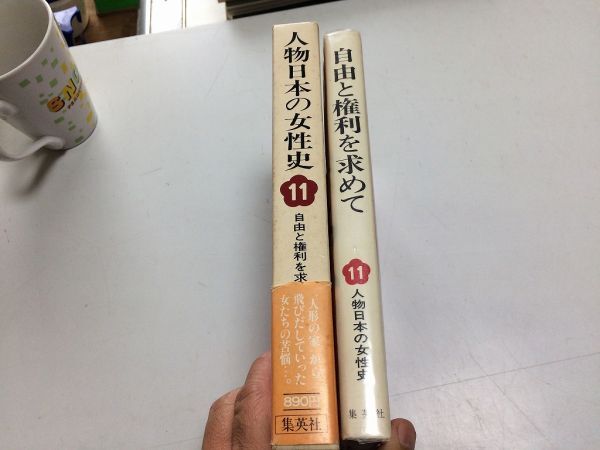 人物日本の女性史
11
自由と権利を求
"人形の家"から
飛びだしていった
女たちの苦悩…。
890円
集英社
自由と権利を求めて
11
人物日本の女性史
集英社